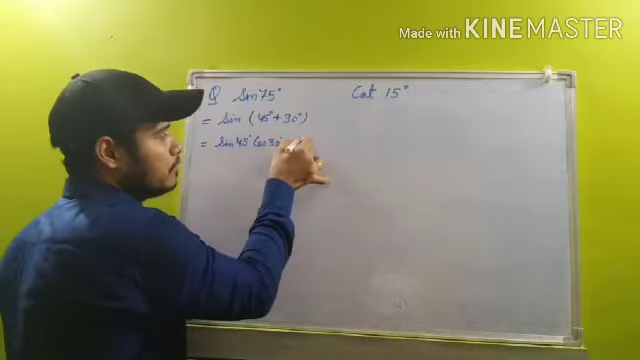 Made with KINEMASTER
Q Sin 75° Cot 15°
= Sin (45° + 30°)
= Sin 45° Cos 30°